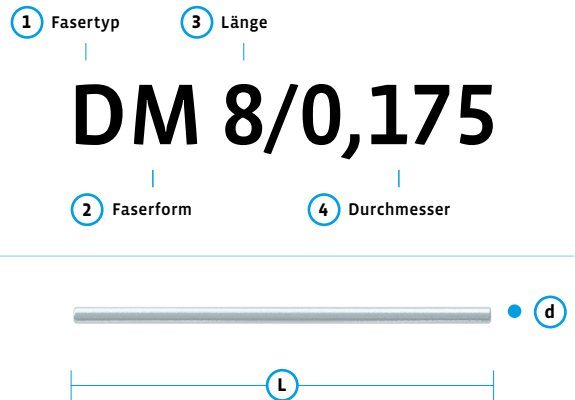 1 Fasertyp 3 Länge
DM 8/0,175
2 Faserform 4 Durchmesser
d
L